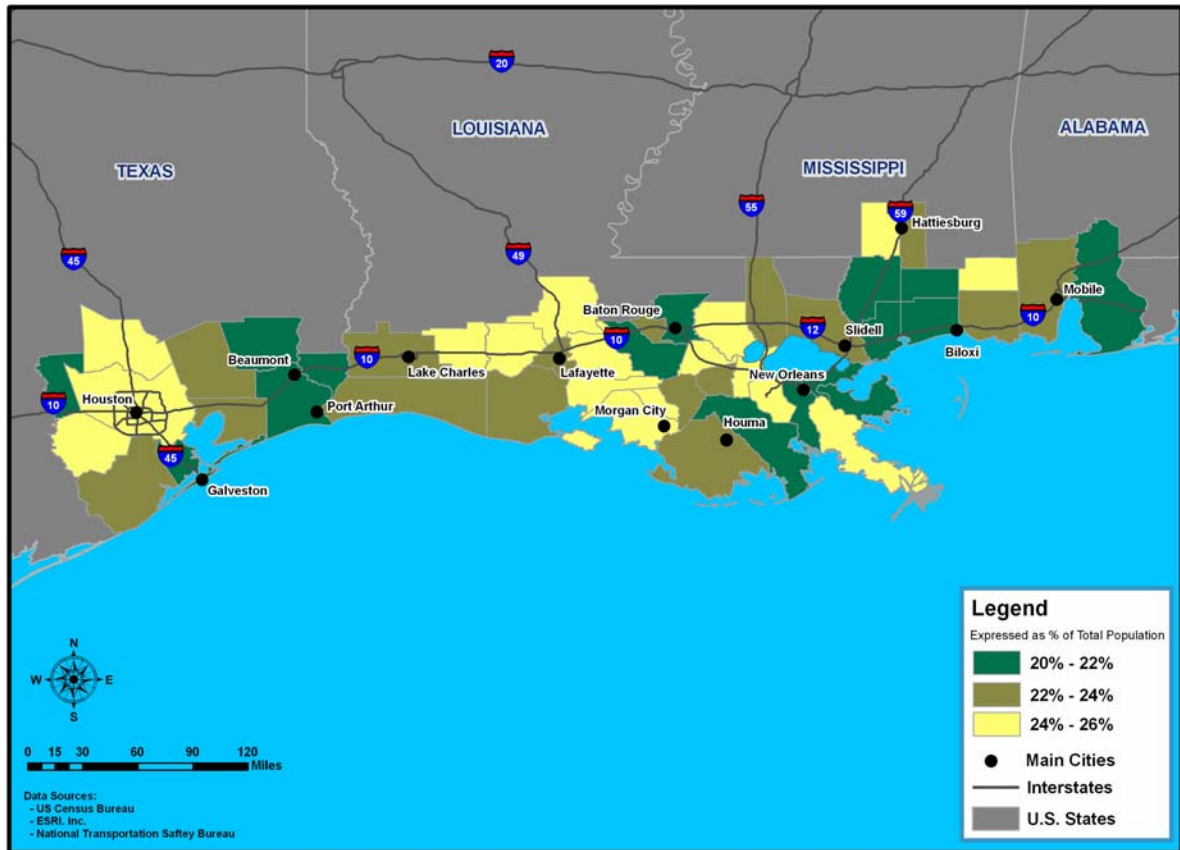 20
LOUISIANA
ALABAMA
TEXAS
MISSISSIPPI
55
59
Hattiesburg
45
49
Mobile
Baton Rouge
10
12
Slidell
10
Beaumont
10
Biloxi
Lake Charles
Lafayette
New Orleans
10
Houston
Port Arthur
Morgan City
Houma
45
Galveston
Legend
Expressed as % of Total Population
20% - 22%
22% - 24%
24% - 26%
Main Cities
Interstates
U.S. States
N
W E
S
0 15 30 60 90 120
Miles
Data Sources:
- US Census Bureau
- ESRI. Inc.
- National Transportation Saftey Bureau